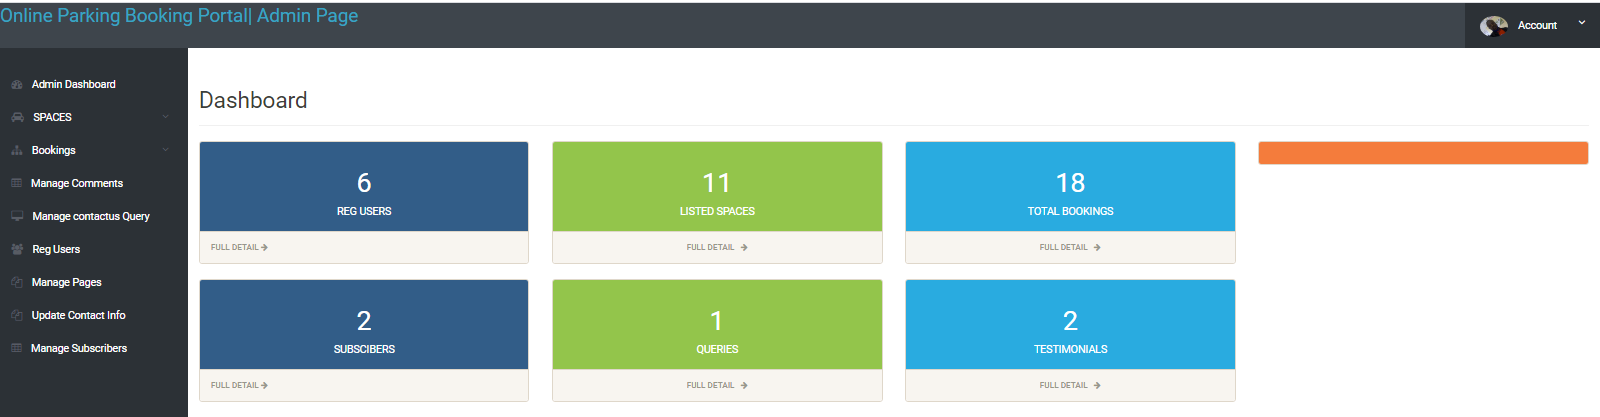 Online Parking Booking Portal| Admin Page
Account
Admin Dashboard
SPACES
Bookings
Manage Comments
Manage contactus Query
Reg Users
Manage Pages
Update Contact Info
Manage Subscribers
Dashboard
6
REG USERS
FULL DETAIL
11
LISTED SPACES
FULL DETAIL
18
TOTAL BOOKINGS
FULL DETAIL
2
SUBSCIBERS
FULL DETAIL
1
QUERIES
FULL DETAIL
2
TESTIMONIALS
FULL DETAIL